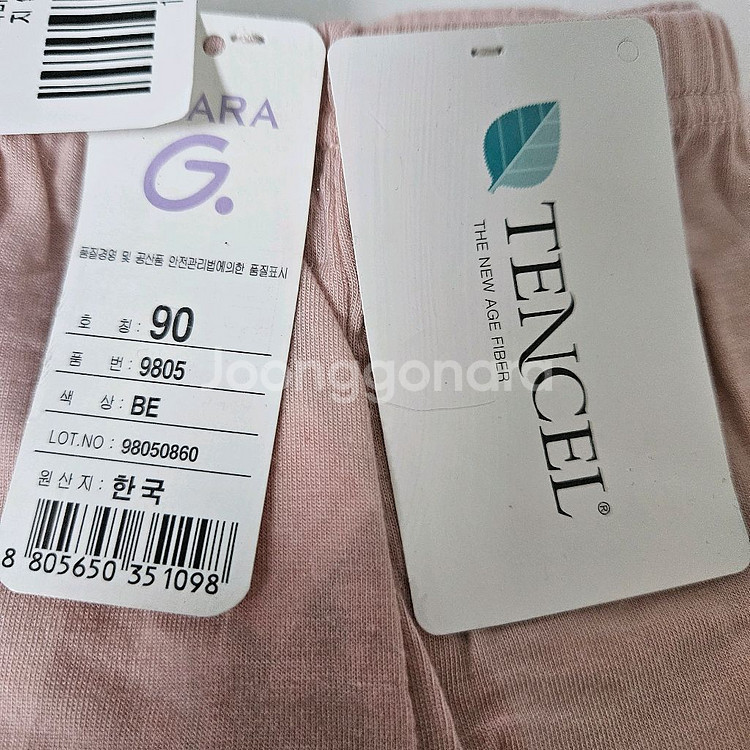 ARA
G.
품질경영 및 공산품 안전관리법에의한 품질표시
호 칭 : 90
품 번 : 9805
색 상 : BE
LOT.NO : 98050860
원 산 지 : 한국
8 805650 351098
TENCEL®
THE NEW AGE FIBER
Joonggonara